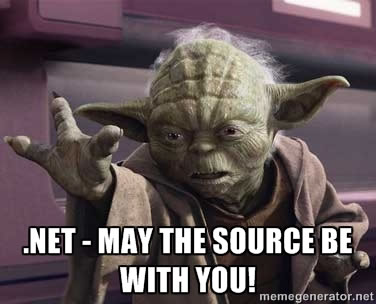 .NET - MAY THE SOURCE BE
WITH YOU!
memegenerator.net